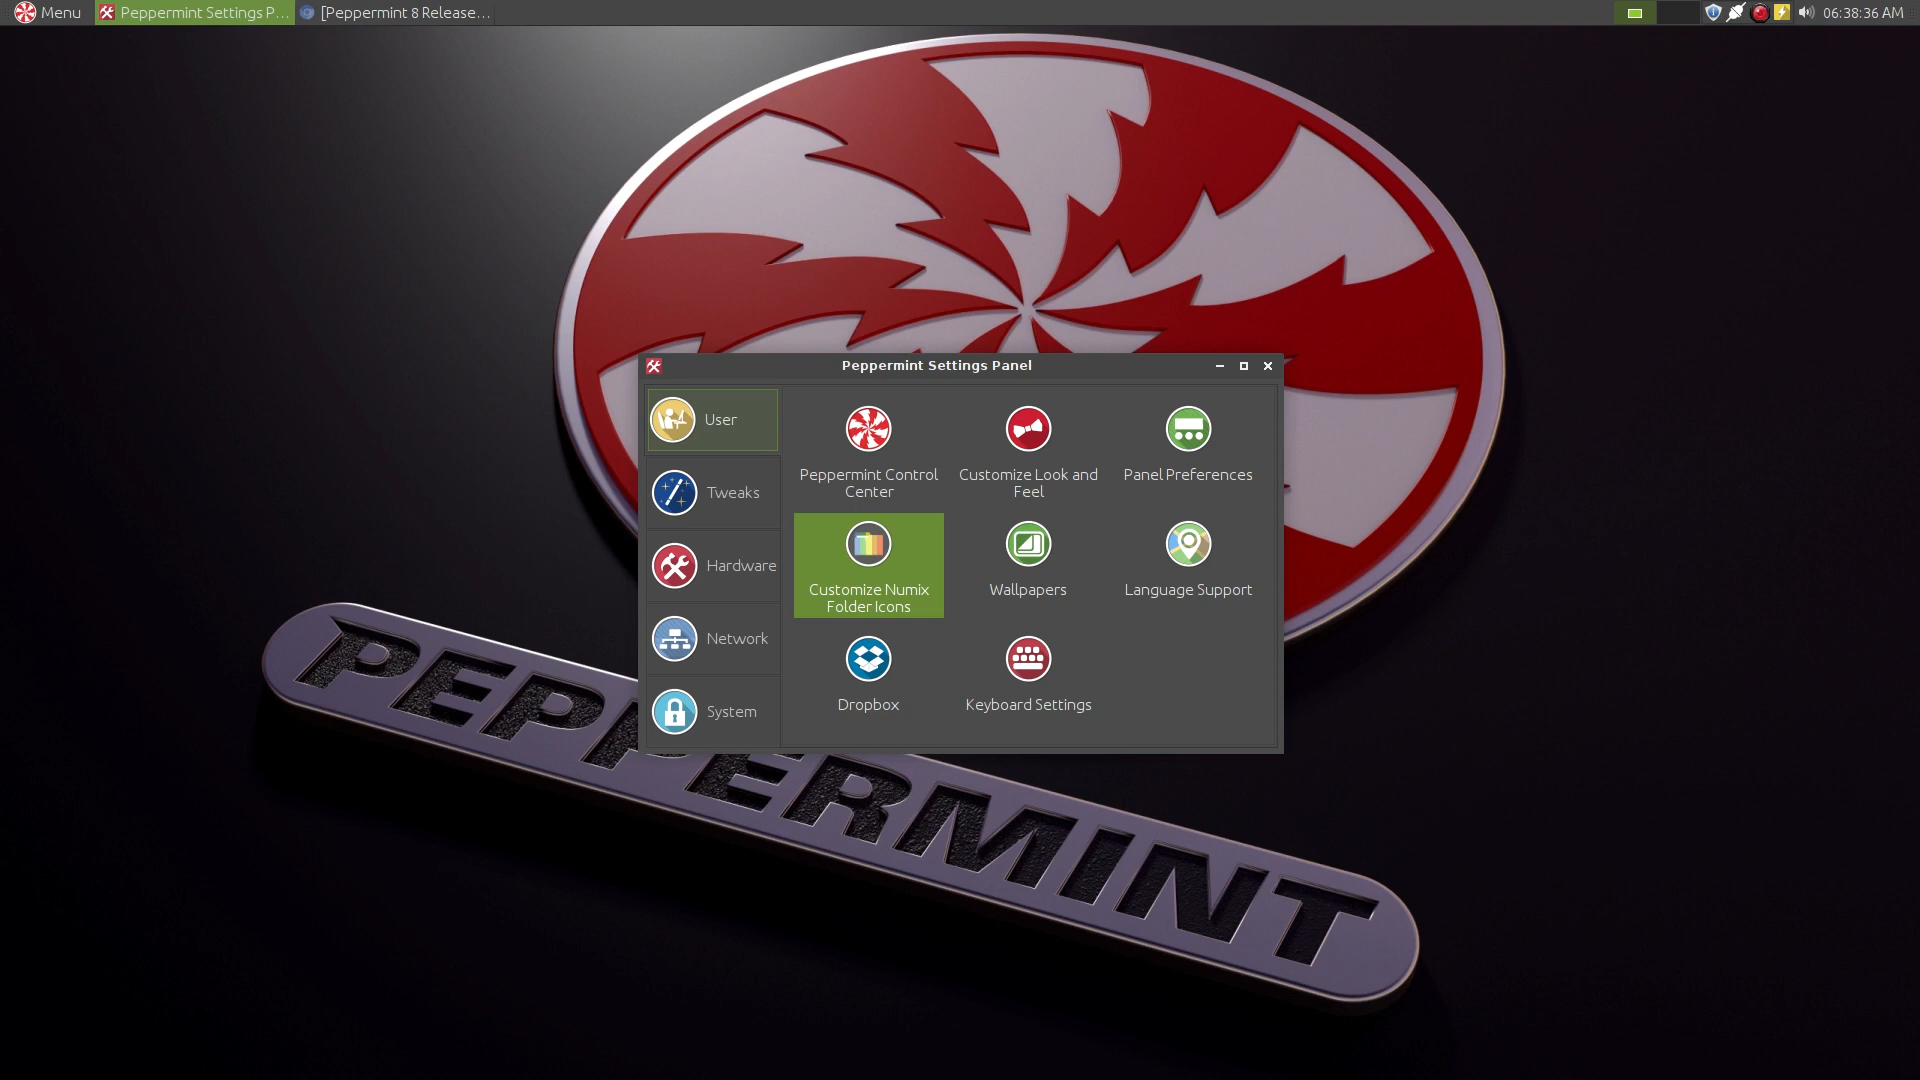 Menu
Peppermint Settings P...
[Peppermint 8 Release...
06:38:36 AM
Peppermint Settings Panel
User
Tweaks
Hardware
Network
System
Peppermint Control
Center
Customize Look and
Feel
Panel Preferences
Customize Numix
Folder Icons
Wallpapers
Language Support
Dropbox
Keyboard Settings
PEPPERMINT